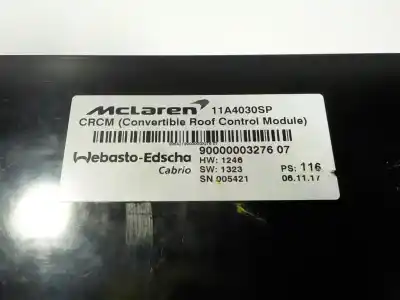 McLaren 11A4030SP
CRCM (Convertible Roof Control Module)
Webasto-Edscha 90000003276 07
Cabrio HW: 1246
SW: 1323 PS: 116
SN 005421 06.11.17